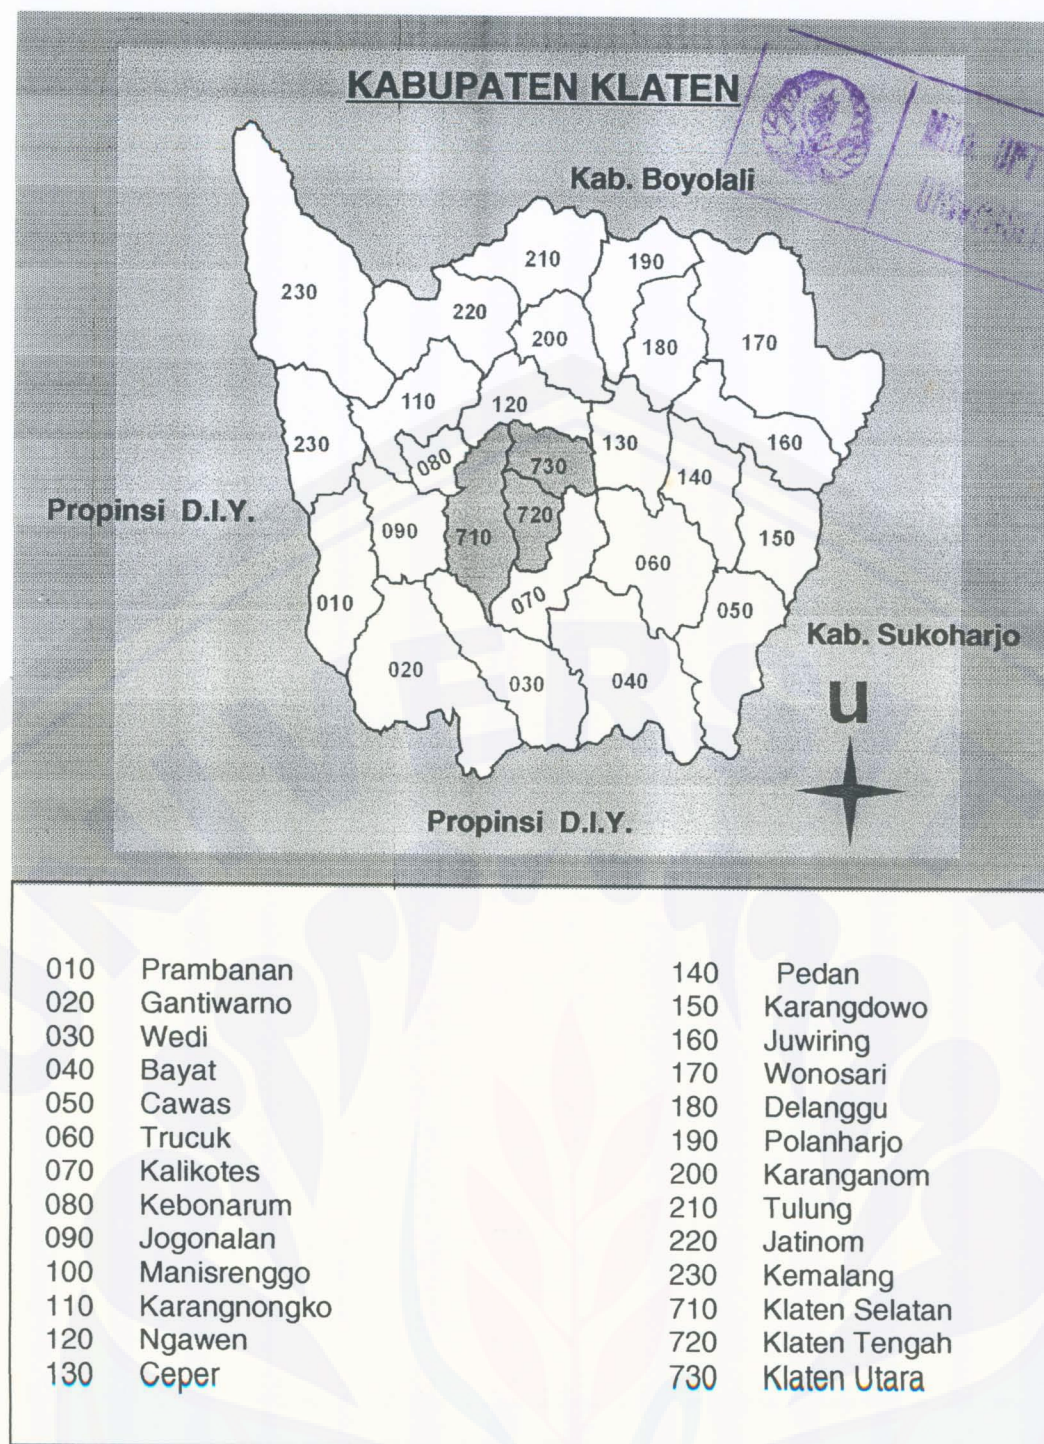 KABUPATEN KLATEN
Kab. Boyolali
MILIK UPT
210
190
230
220
200
180
170
110
120
230
080
730
130
140
160
Propinsi D.I.Y.
090
710
720
150
060
010
070
050
Kab. Sukoharjo
020
030
040
u
Propinsi D.I.Y.
010 Prambanan
020 Gantiwarno
030 Wedi
040 Bayat
050 Cawas
060 Trucuk
070 Kalikotes
080 Kebonarum
090 Jogonalan
100 Manisrenggo
110 Karangnongko
120 Ngawen
130 Ceper
140 Pedan
150 Karangdowo
160 Juwiring
170 Wonosari
180 Delanggu
190 Polanharjo
200 Karanganom
210 Tulung
220 Jatinom
230 Kemalang
710 Klaten Selatan
720 Klaten Tengah
730 Klaten Utara